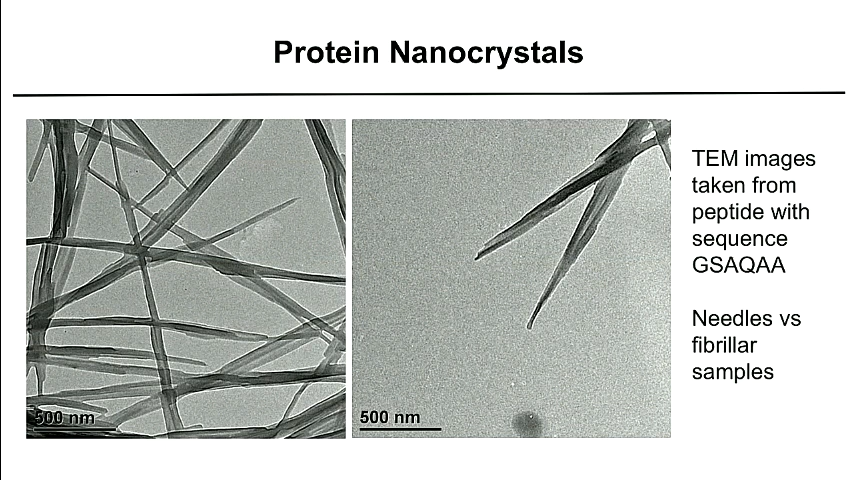 Protein Nanocrystals
TEM images
taken from
peptide with
sequence
GSAQAA
Needles vs
fibrillar
samples
500 nm
500 nm